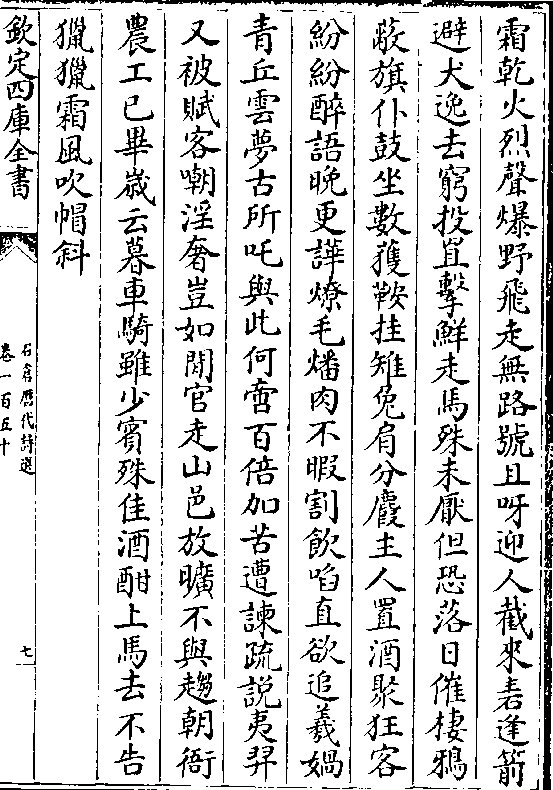 霜乾火烈聲爆野飛走無路號且呀迎人截來砉逢箭
避犬逸去窮投罝擊鮮走馬殊未厭但恐落日催棲鴉
蔽旗仆鼓坐數獲鞍挂雉兔肩分麚主人置酒聚狂客
紛紛醉語晩更譁燎毛燔肉不暇割飲啗直欲追羲媧
青丘雲夢古所吒與此何啻百倍加苦遭諫疏說夷羿
又被賦客嘲淫奢豈如閒官走山邑放曠不與趨朝衙
農工已畢歲云暮車騎雖少賓殊佳酒酣上馬去不告
獵獵霜風吹帽斜
欽定四庫全書
石倉歷代詩選
卷一百五十
七